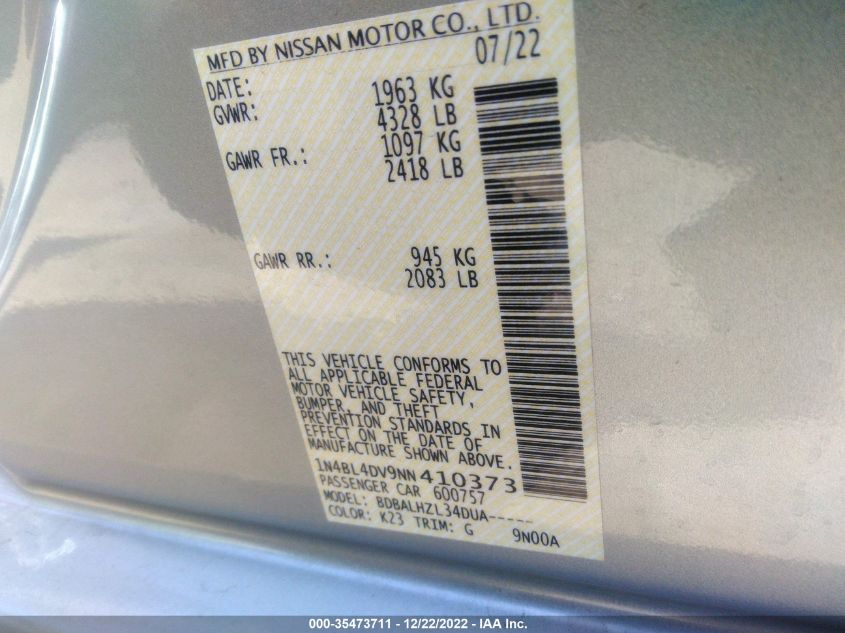 MFD BY NISSAN MOTOR CO., LTD.
DATE: 07/22
GVWR: 1963 KG
4328 LB
GAWR FR.: 1097 KG
2418 LB
GAWR RR.: 945 KG
2083 LB
THIS VEHICLE CONFORMS TO
ALL APPLICABLE FEDERAL
MOTOR VEHICLE SAFETY,
BUMPER, AND THEFT
PREVENTION STANDARDS IN
EFFECT ON THE DATE OF
MANUFACTURE SHOWN ABOVE.
1N4BL4DV9NN410373
PASSENGER CAR 600757
MODEL: BDBALHZL34DUA-----
COLOR: K23 TRIM: G 9N00A
000-35473711 - 12/22/2022 - IAA Inc.